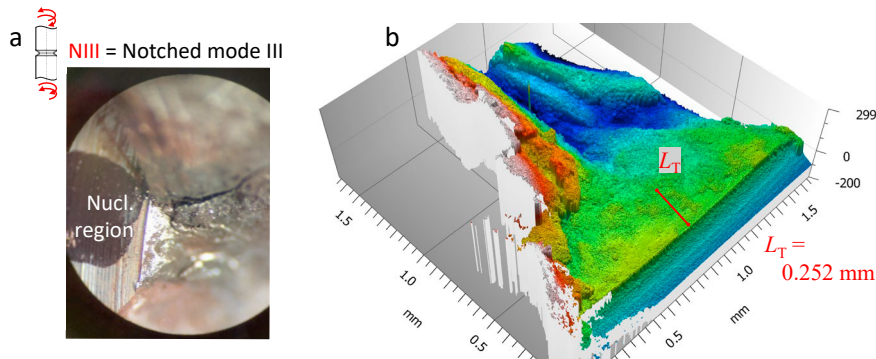 a
NIII = Notched mode III
Nucl.
region
b
LT
LT =
0.252 mm
299
0
-200
1.5
1.0
0.5
mm
0.5
1.0
1.5
mm